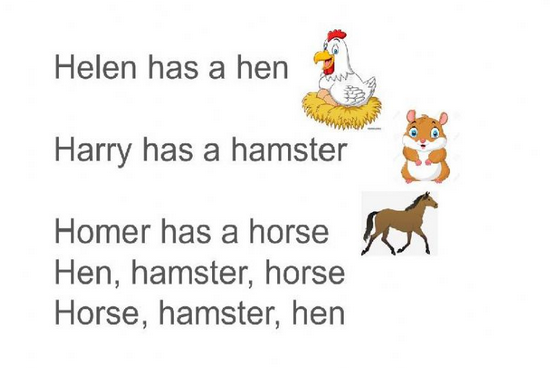 Helen has a hen
Harry has a hamster
Homer has a horse
Hen, hamster, horse
Horse, hamster, hen